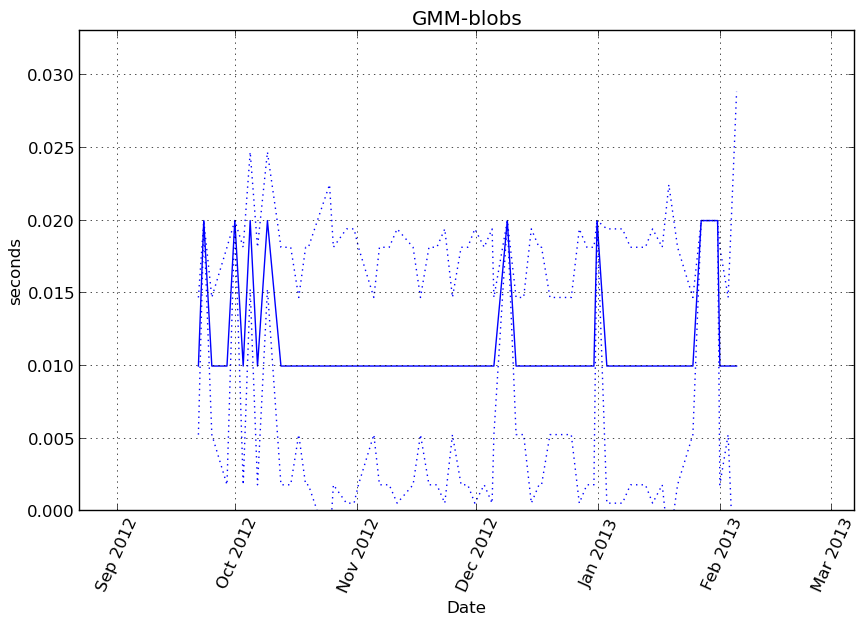 GMM-blobs
0.030
0.025
0.020
0.015
0.010
0.005
0.000
seconds
Sep 2012
Oct 2012
Nov 2012
Dec 2012
Jan 2013
Feb 2013
Mar 2013
Date